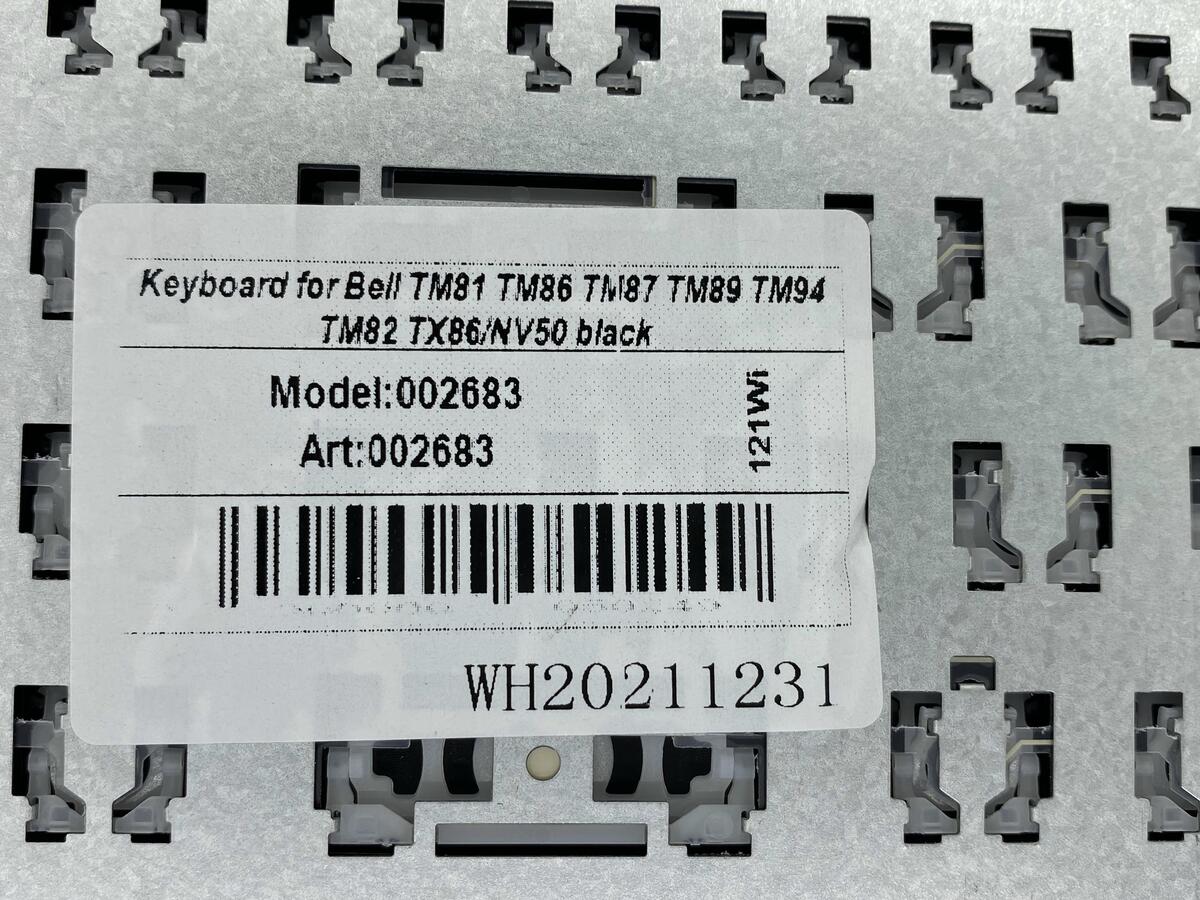 Keyboard for Bell TM81 TM86 TM87 TM89 TM94
TM82 TX86/NV50 black
Model:002683
Art:002683
121Wi
WH20211231